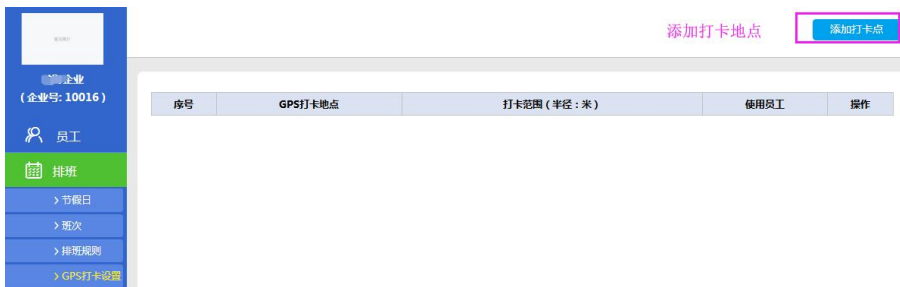 添加打卡地点
添加打卡点
企业
(企业号: 10016)
序号 GPS打卡地点 打卡范围 (半径:米) 使用员工 操作
员工
排班
> 节假日
> 班次
> 排班规则
> GPS打卡设置